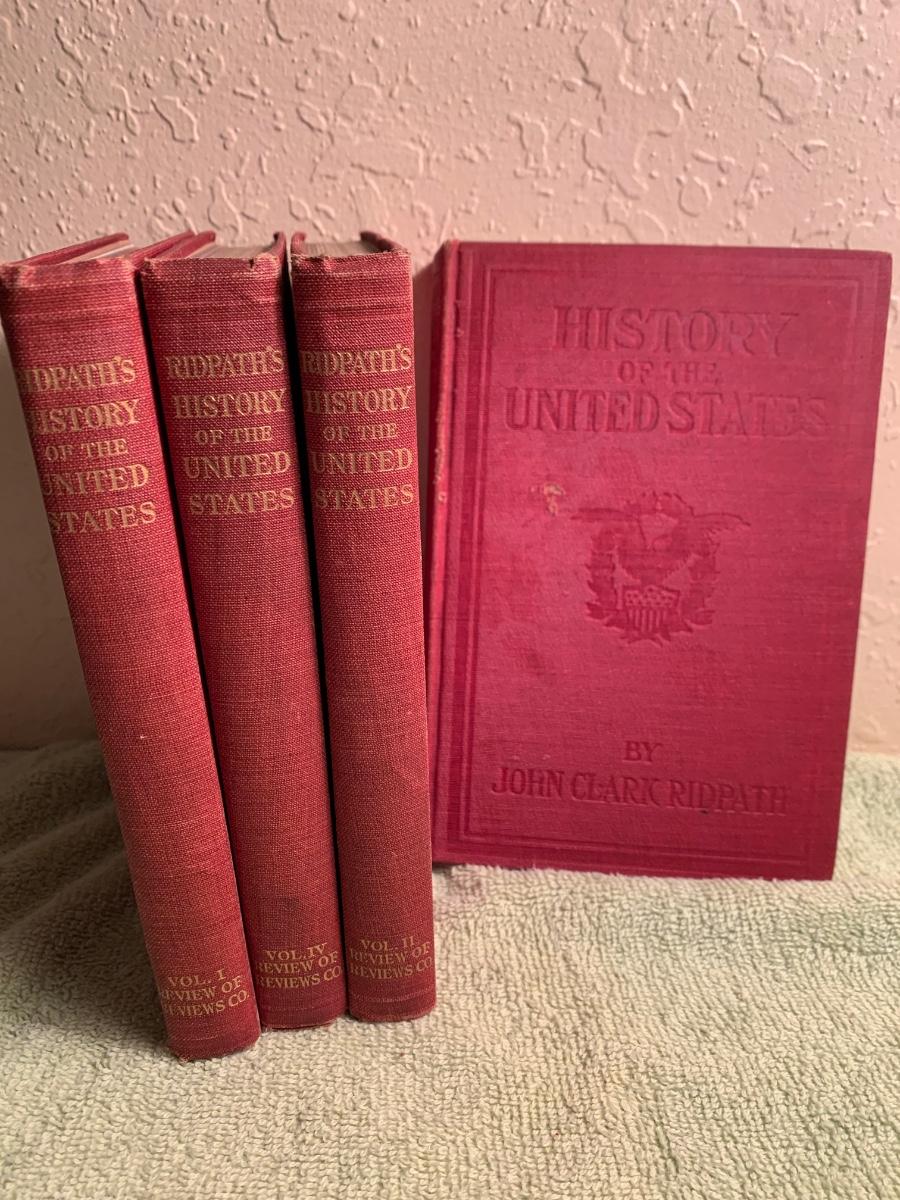 RIDPATH'S
HISTORY
OF THE
UNITED
STATES
VOL. I
REVIEW OF
REVIEWS CO.
RIDPATH'S
HISTORY
OF THE
UNITED
STATES
VOL. IV
REVIEW OF
REVIEWS CO.
RIDPATH'S
HISTORY
OF THE
UNITED
STATES
VOL. II
REVIEW OF
REVIEWS CO.
HISTORY
OF THE
UNITED STATES
BY
JOHN CLARK RIDPATH